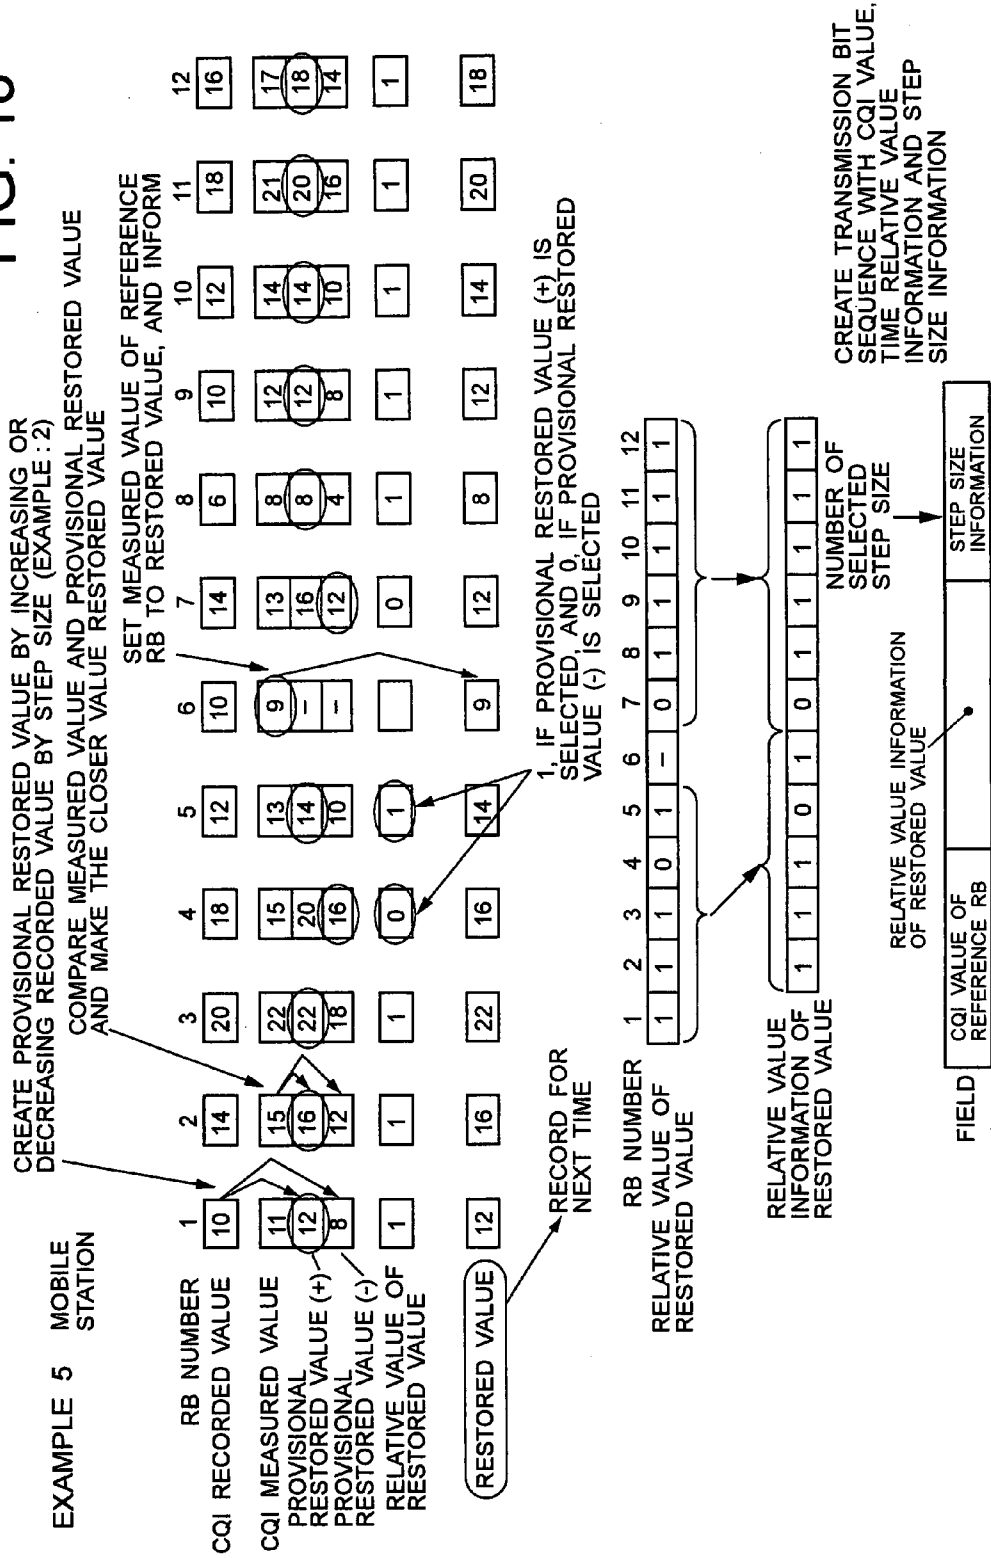 FIG.
EXAMPLE 5
MOBILE
STATION
CREATE PROVISIONAL RESTORED VALUE BY INCREASING OR
DECREASING RECORDED VALUE BY STEP SIZE (EXAMPLE : 2)
COMPARE MEASURED VALUE AND PROVISIONAL RESTORED VALUE
AND MAKE THE CLOSER VALUE RESTORED VALUE
SET MEASURED VALUE OF REFERENCE
RB TO RESTORED VALUE, AND INFORM
RB NUMBER 1 2 3 4 5 6 7 8 9 10 11 12
CQI RECORDED VALUE 10 14 20 18 12 10 14 6 10 12 18 16
CQI MEASURED VALUE 11 15 22 15 13 9 13 8 12 14 21 17
PROVISIONAL
RESTORED VALUE (+) 12 16 22 20 14 – 16 8 12 14 20 18
PROVISIONAL
RESTORED VALUE (-) 8 12 18 16 10 – 12 4 8 10 16 14
RELATIVE VALUE OF
RESTORED VALUE 1 1 1 0 1 0 1 1 1 1 1
RESTORED VALUE 12 16 22 16 14 9 12 8 12 14 20 18
RECORD FOR
NEXT TIME
1, IF PROVISIONAL RESTORED VALUE (+) IS
SELECTED, AND 0, IF PROVISIONAL RESTORED
VALUE (-) IS SELECTED
RB NUMBER 1 2 3 4 5 6 7 8 9 10 11 12
RELATIVE VALUE OF
RESTORED VALUE 1 1 1 0 1 – 0 1 1 1 1 1
RELATIVE VALUE
INFORMATION OF
RESTORED VALUE 1 1 1 0 1 0 1 1 1 1 1
NUMBER OF
SELECTED
STEP SIZE
RELATIVE VALUE INFORMATION
OF RESTORED VALUE
CREATE TRANSMISSION BIT
SEQUENCE WITH CQI VALUE,
TIME RELATIVE VALUE
INFORMATION AND STEP
SIZE INFORMATION
FIELD
CQI VALUE OF
REFERENCE RB
STEP SIZE
INFORMATION